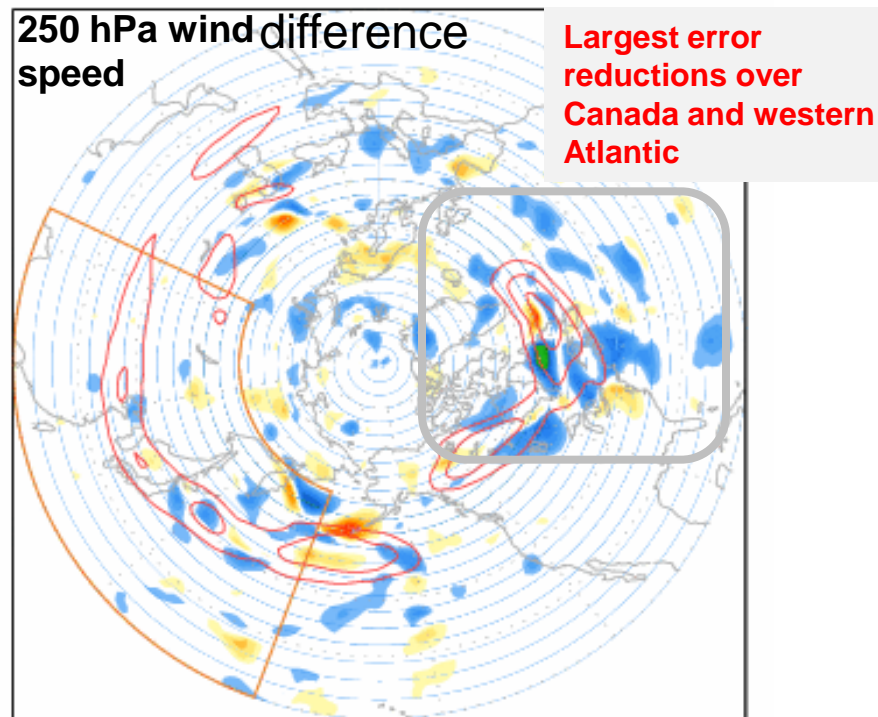 250 hPa wind difference
speed
Largest error
reductions over
Canada and western
Atlantic